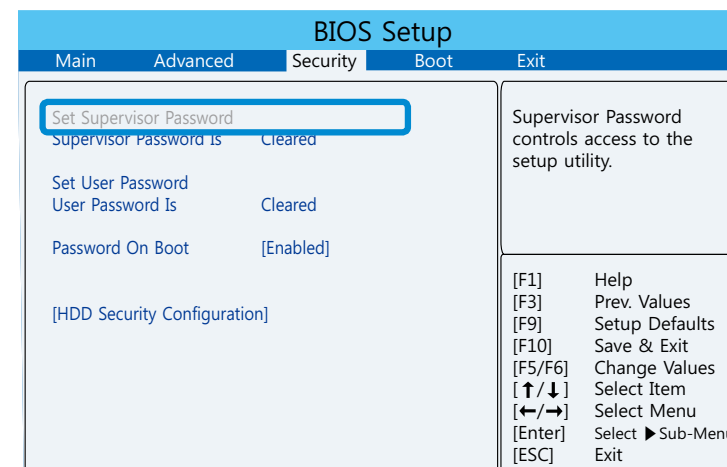 BIOS Setup
Main Advanced Security Boot Exit
Set Supervisor Password
Supervisor Password Is Cleared
Set User Password
User Password Is Cleared
Password On Boot [Enabled]
[HDD Security Configuration]
Supervisor Password
controls access to the
setup utility.
[F1] Help
[F3] Prev. Values
[F9] Setup Defaults
[F10] Save & Exit
[F5/F6] Change Values
[↑/↓] Select Item
[←/→] Select Menu
[Enter] Select ▶Sub-Menu
[ESC] Exit